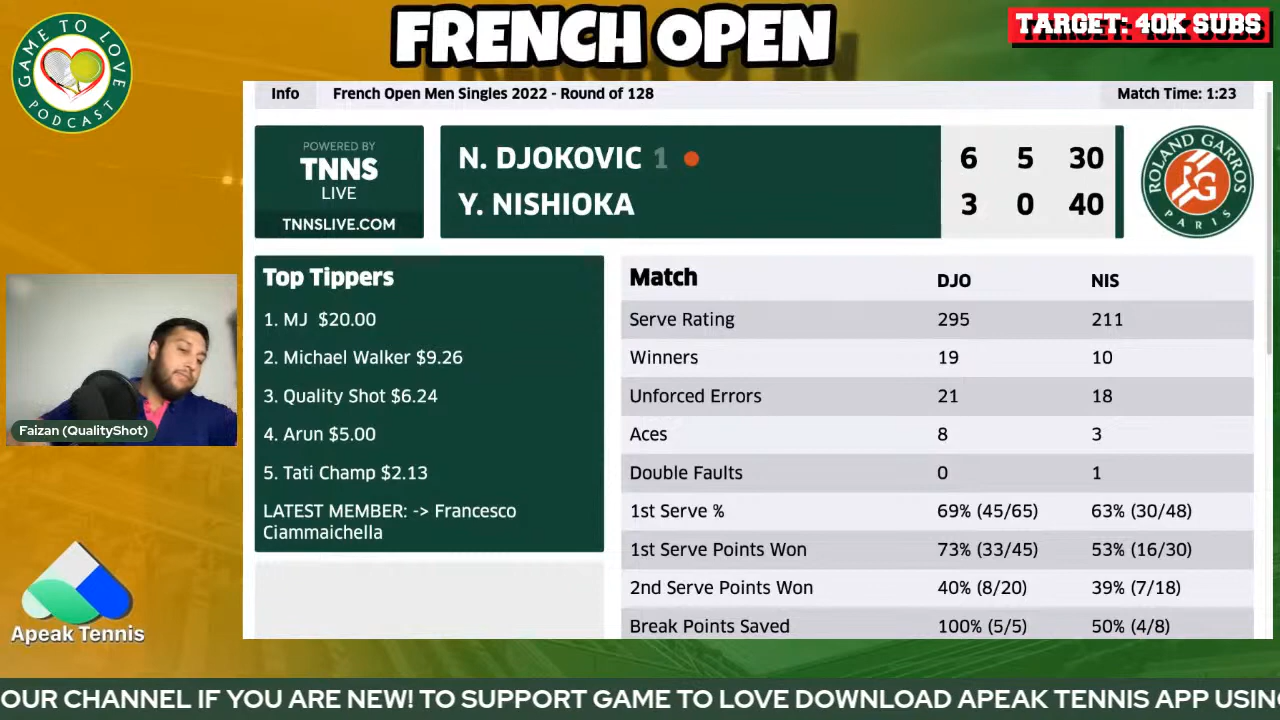 GAME TO LOVE
PODCAST
FRENCH OPEN
TARGET: 40K SUBS
Info French Open Men Singles 2022 - Round of 128 Match Time: 1:23
POWERED BY
TNNS
LIVE
TNNSLIVE.COM
N. DJOKOVIC 1 6 5 30
Y. NISHIOKA 3 0 40
ROLAND GARROS
RG
PARIS
Top Tippers
1. MJ $20.00
2. Michael Walker $9.26
3. Quality Shot $6.24
4. Arun $5.00
5. Tati Champ $2.13
LATEST MEMBER: -> Francesco
Ciammaichella
Match DJO NIS
Serve Rating 295 211
Winners 19 10
Unforced Errors 21 18
Aces 8 3
Double Faults 0 1
1st Serve % 69% (45/65) 63% (30/48)
1st Serve Points Won 73% (33/45) 53% (16/30)
2nd Serve Points Won 40% (8/20) 39% (7/18)
Break Points Saved 100% (5/5) 50% (4/8)
Faizan (QualityShot)
Apeak Tennis
OUR CHANNEL IF YOU ARE NEW! TO SUPPORT GAME TO LOVE DOWNLOAD APEAK TENNIS APP USING